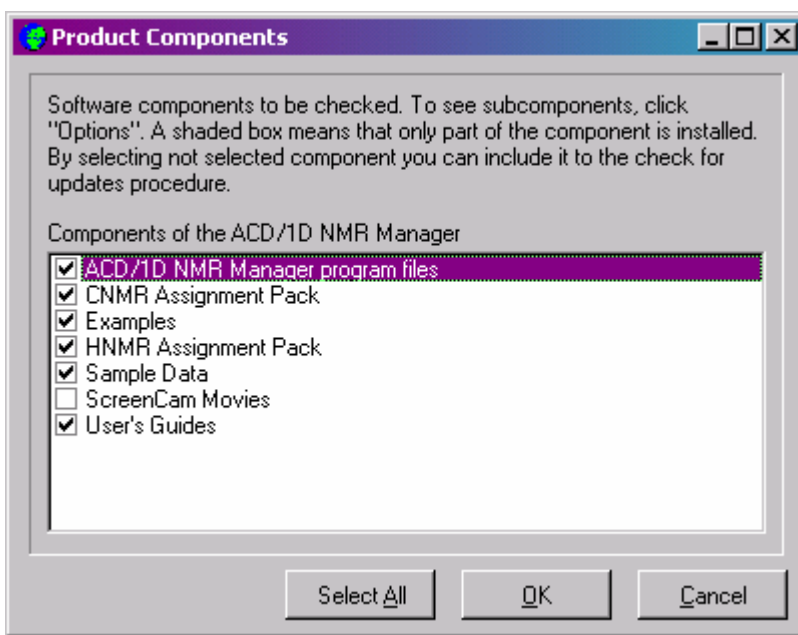 Product Components
Software components to be checked. To see subcomponents, click
"Options". A shaded box means that only part of the component is installed.
By selecting not selected component you can include it to the check for
updates procedure.
Components of the ACD/1D NMR Manager
ACD/1D NMR Manager program files
CNMR Assignment Pack
Examples
HNMR Assignment Pack
Sample Data
ScreenCam Movies
User's Guides
Select All
OK
Cancel